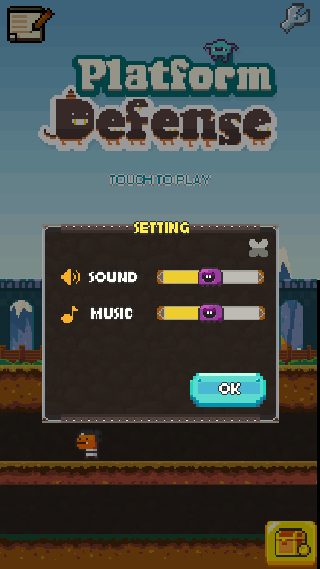 Platform
Defense
TOUCH TO PLAY
SETTING
SOUND
MUSIC
OK